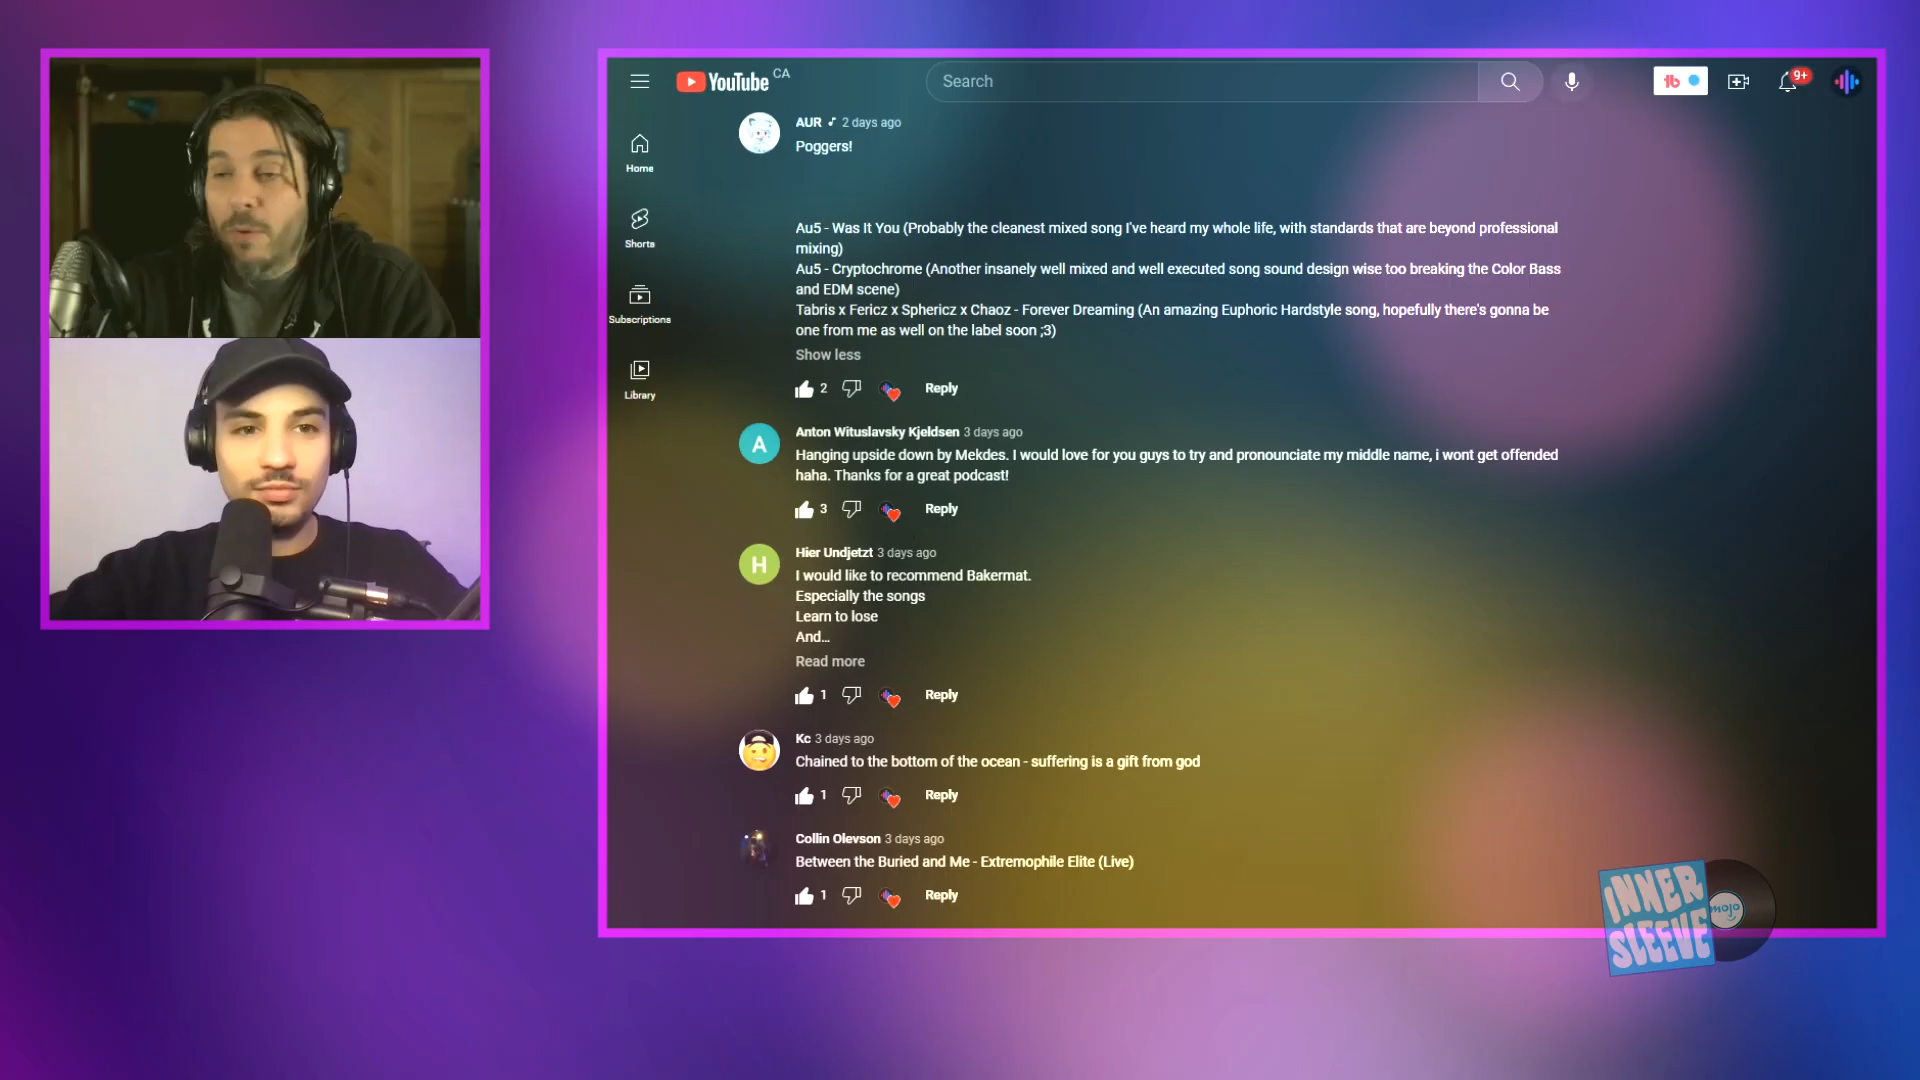 YouTube CA
Search
9+
Home
Shorts
Subscriptions
Library
AUR 2 days ago
Poggers!
Au5 - Was It You (Probably the cleanest mixed song I've heard my whole life, with standards that are beyond professional
mixing)
Au5 - Cryptochrome (Another insanely well mixed and well executed song sound design wise too breaking the Color Bass
and EDM scene)
Tabris x Fericz x Sphericz x Chaoz - Forever Dreaming (An amazing Euphoric Hardstyle song, hopefully there's gonna be
one from me as well on the label soon ;3)
Show less
2 Reply
A
Anton Wituslavsky Kjeldsen 3 days ago
Hanging upside down by Mekdes. I would love for you guys to try and pronounciate my middle name, i wont get offended
haha. Thanks for a great podcast!
3 Reply
H
Hier Undjetzt 3 days ago
I would like to recommend Bakermat.
Especially the songs
Learn to lose
And...
Read more
1 Reply
Kc 3 days ago
Chained to the bottom of the ocean - suffering is a gift from god
1 Reply
Collin Olevson 3 days ago
Between the Buried and Me - Extremophile Elite (Live)
1 Reply
INNER
SLEEVE
mojo